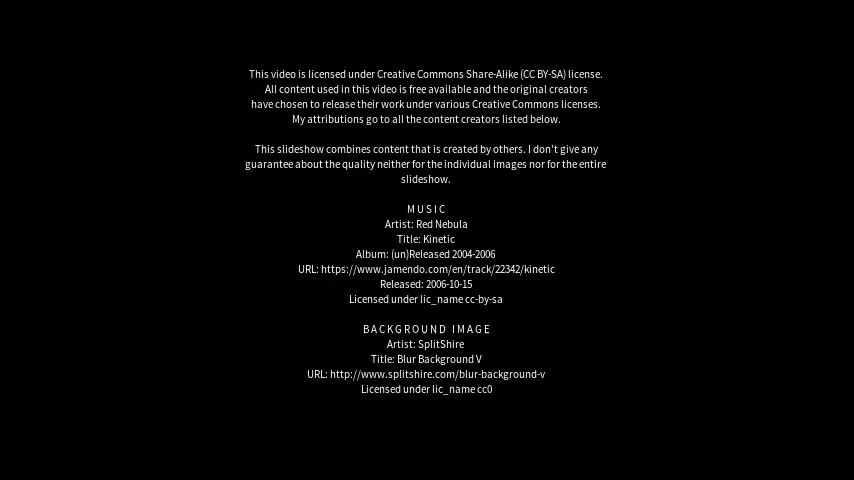 This video is licensed under Creative Commons Share-Alike (CC BY-SA) license.
All content used in this video is free available and the original creators
have chosen to release their work under various Creative Commons licenses.
My attributions go to all the content creators listed below.
This slideshow combines content that is created by others. I don't give any
guarantee about the quality neither for the individual images nor for the entire
slideshow.
MUSIC
Artist: Red Nebula
Title: Kinetic
Album: (un)Released 2004-2006
URL: https://www.jamendo.com/en/track/22342/kinetic
Released: 2006-10-15
Licensed under lic_name cc-by-sa
BACKGROUND IMAGE
Artist: SplitShire
Title: Blur Background V
URL: http://www.splitshire.com/blur-background-v
Licensed under lic_name cc0